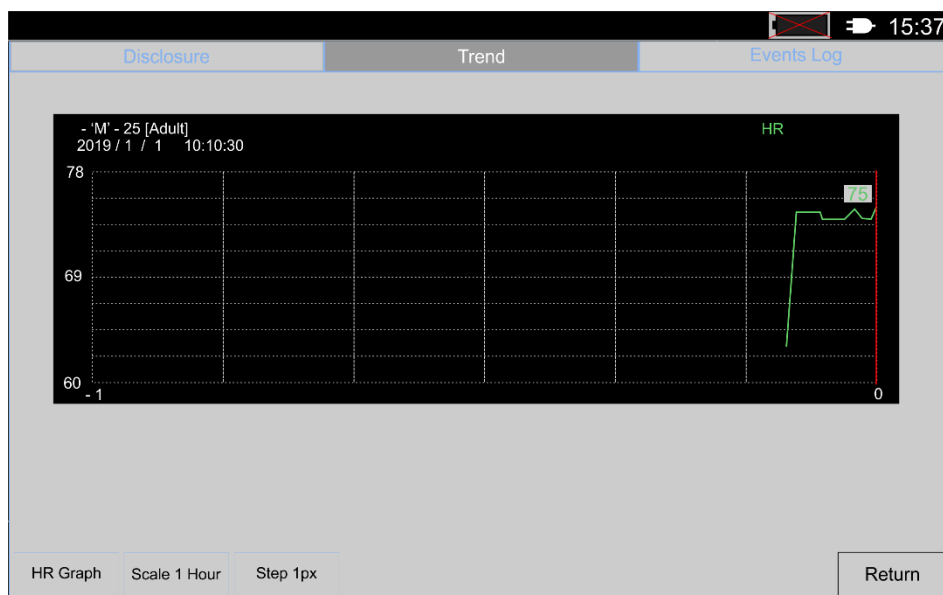 15:37
Disclosure Trend Events Log
- 'M' - 25 [Adult] HR
2019 / 1 / 1 10:10:30
78
75
69
60
- 1 0
HR Graph Scale 1 Hour Step 1px Return